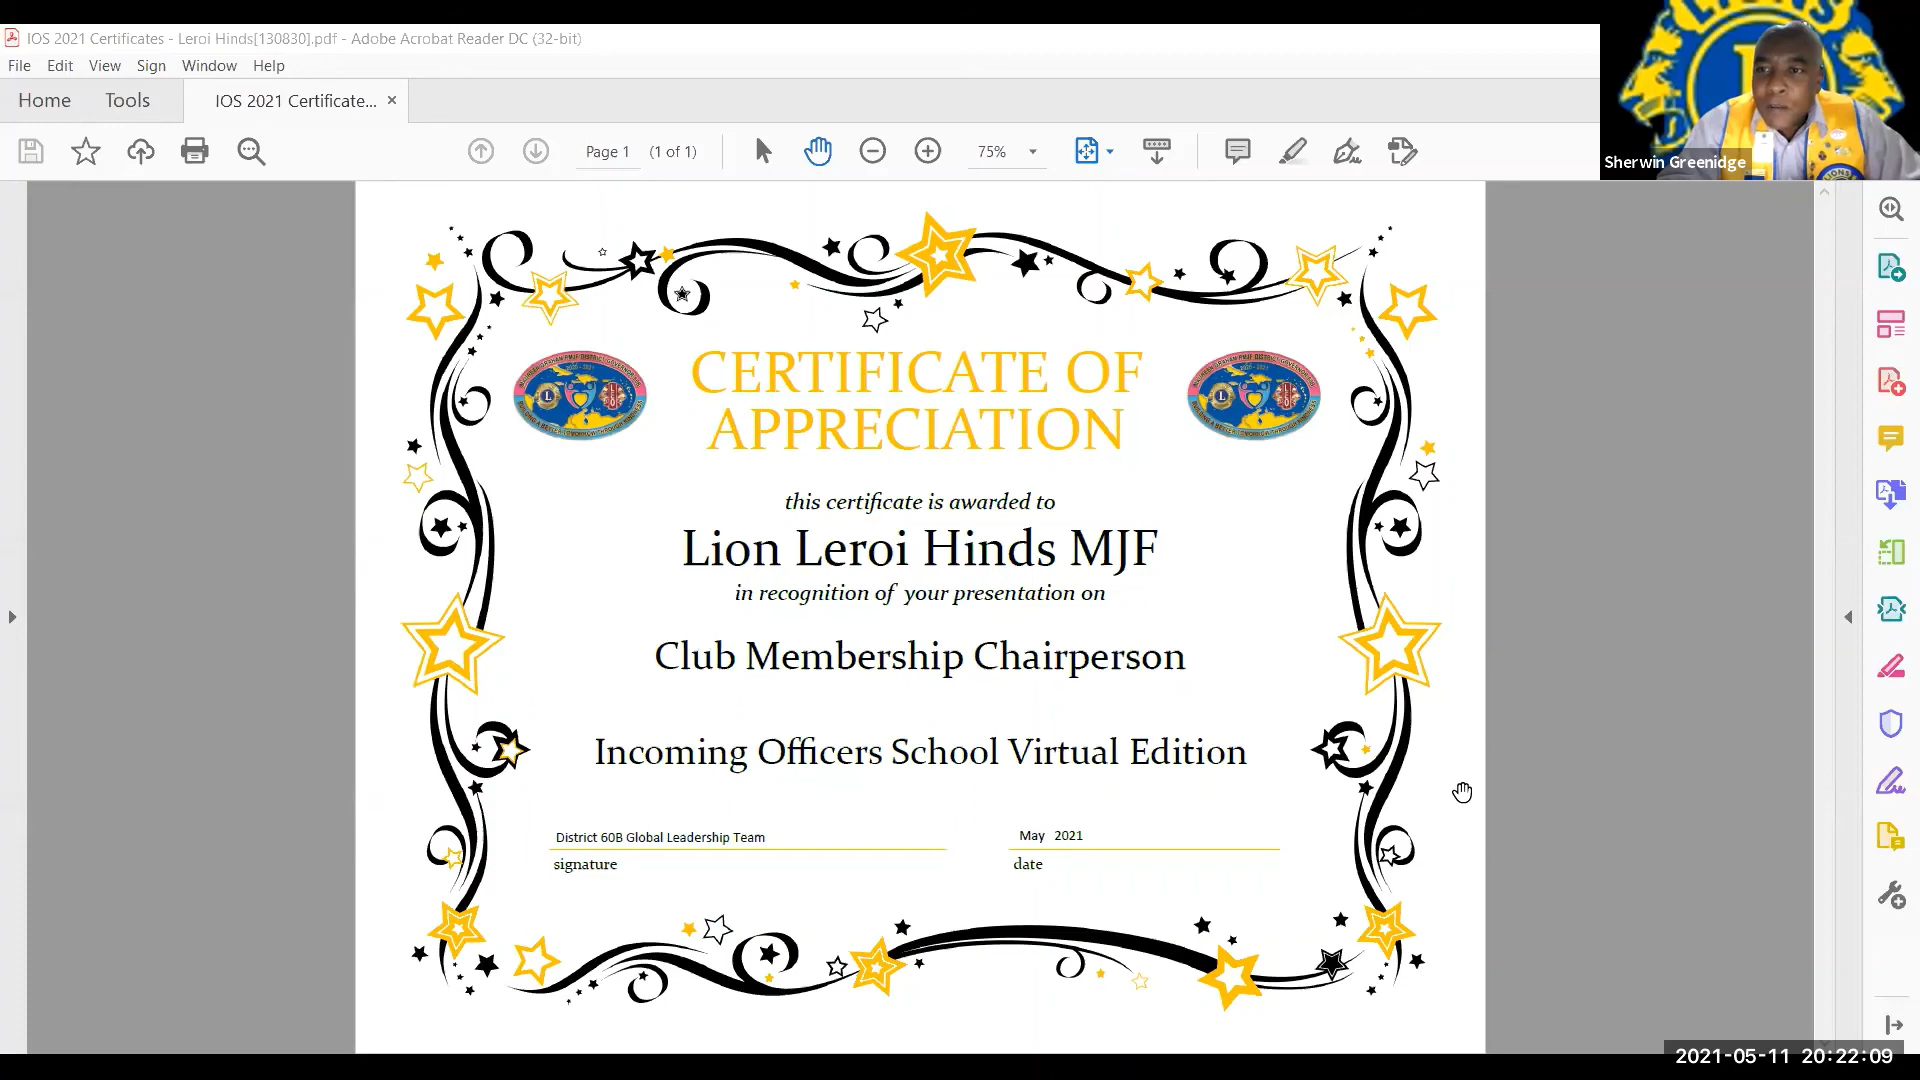 IOS 2021 Certificates - Leroi Hinds[130830].pdf - Adobe Acrobat Reader DC (32-bit)
File Edit View Sign Window Help
Home Tools IOS 2021 Certificate... ×
Page 1 (1 of 1) 75%
Sherwin Greenidge
CERTIFICATE OF
APPRECIATION
this certificate is awarded to
Lion Leroi Hinds MJF
in recognition of your presentation on
Club Membership Chairperson
Incoming Officers School Virtual Edition
District 60B Global Leadership Team
May 2021
signature
date
2021-05-11 20:22:09